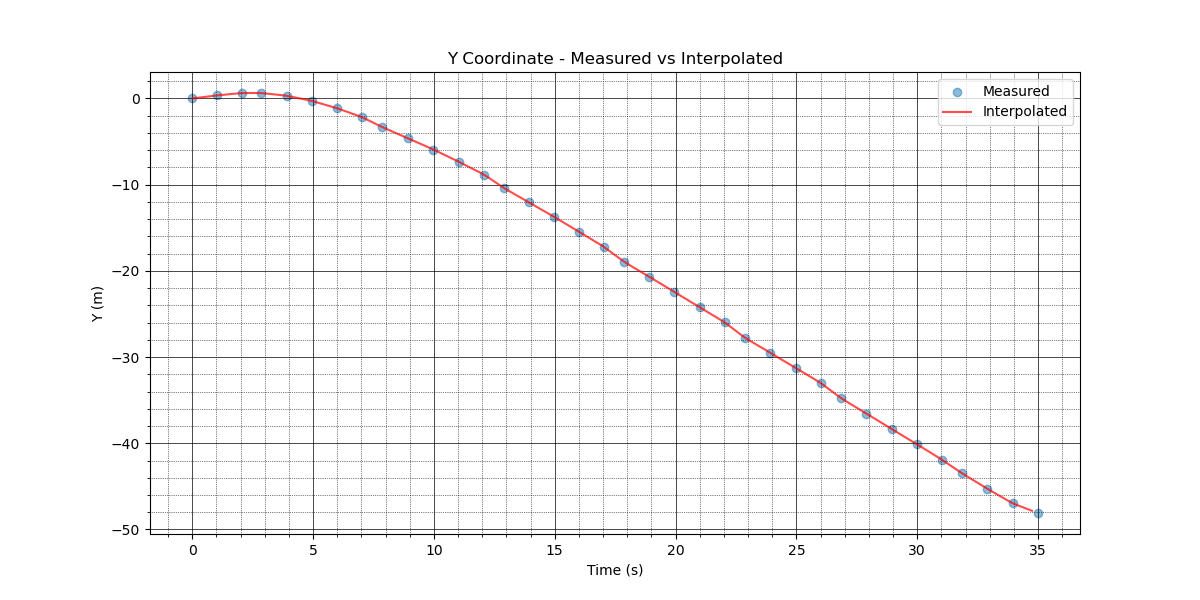 Y Coordinate - Measured vs Interpolated
Measured
Interpolated
Y (m)
0
−10
−20
−30
−40
−50
0 5 10 15 20 25 30 35
Time (s)